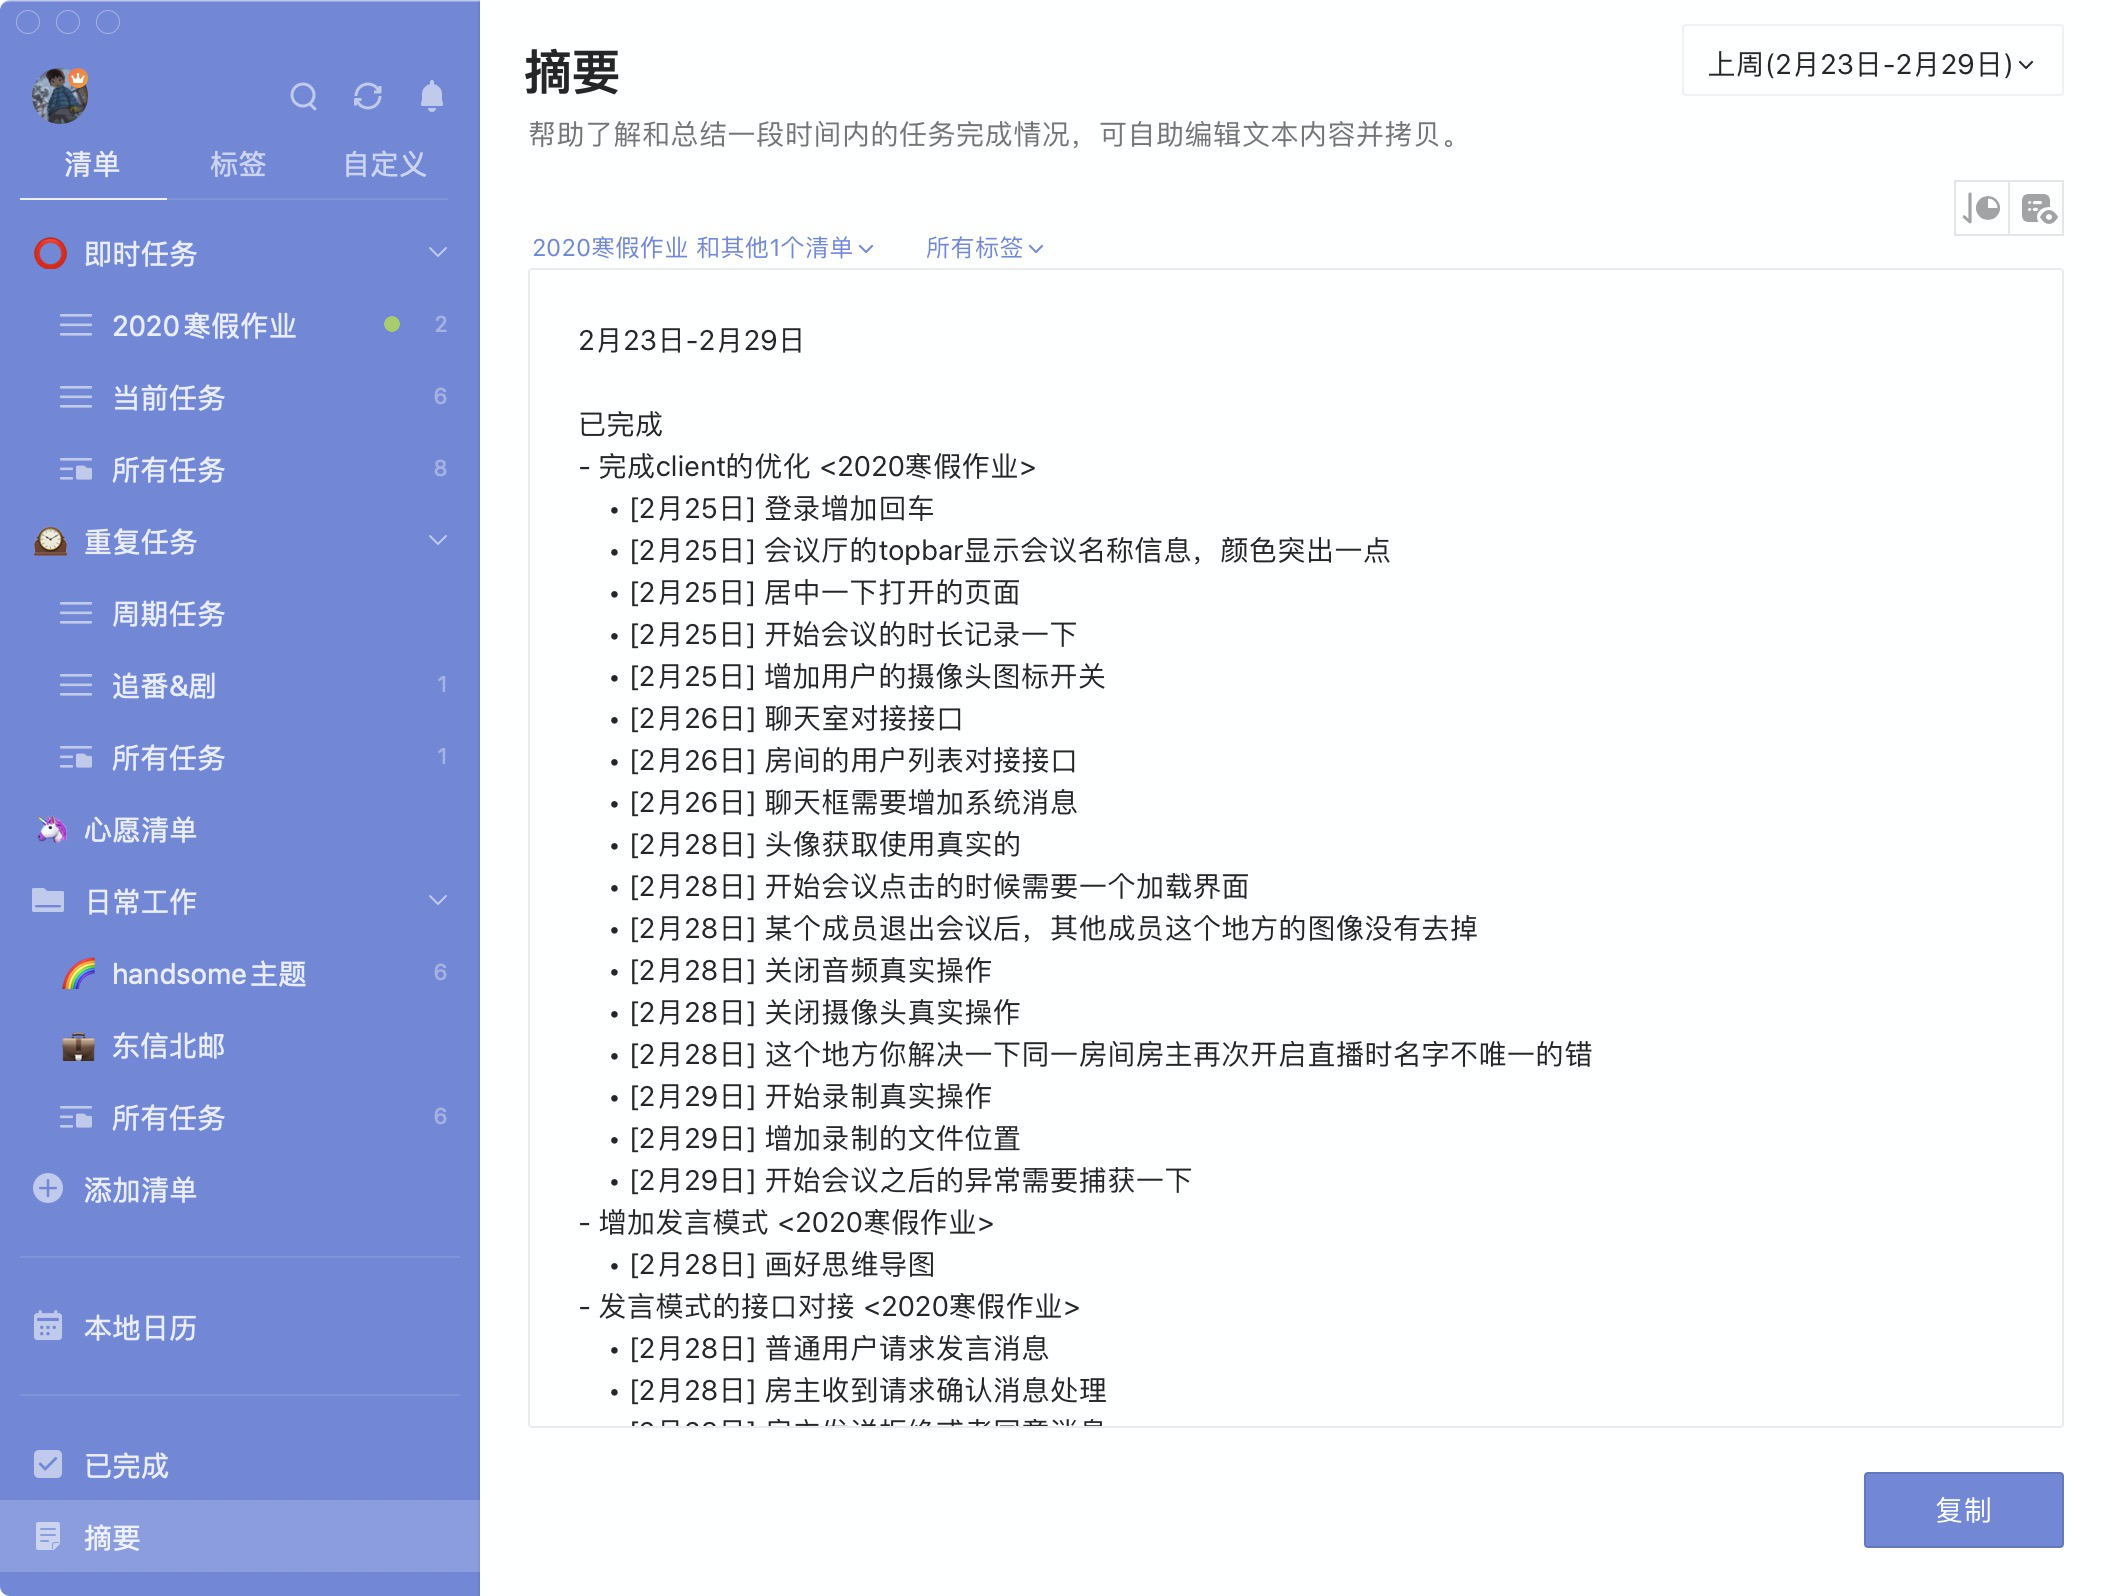 清单 标签 自定义
即时任务
2020寒假作业 2
当前任务 6
所有任务 8
重复任务
周期任务
追番&剧 1
所有任务 1
心愿清单
日常工作
handsome主题 6
东信北邮
所有任务 6
添加清单
本地日历
已完成
摘要
摘要
上周(2月23日-2月29日)
帮助了解和总结一段时间内的任务完成情况，可自助编辑文本内容并拷贝。
2020寒假作业 和其他1个清单 所有标签
2月23日-2月29日
已完成
- 完成client的优化 <2020寒假作业>
• [2月25日] 登录增加回车
• [2月25日] 会议厅的topbar显示会议名称信息，颜色突出一点
• [2月25日] 居中一下打开的页面
• [2月25日] 开始会议的时长记录一下
• [2月25日] 增加用户的摄像头图标开关
• [2月26日] 聊天室对接接口
• [2月26日] 房间的用户列表对接接口
• [2月26日] 聊天框需要增加系统消息
• [2月28日] 头像获取使用真实的
• [2月28日] 开始会议点击的时候需要一个加载界面
• [2月28日] 某个成员退出会议后，其他成员这个地方的图像没有去掉
• [2月28日] 关闭音频真实操作
• [2月28日] 关闭摄像头真实操作
• [2月28日] 这个地方你解决一下同一房间房主再次开启直播时名字不唯一的错
• [2月29日] 开始录制真实操作
• [2月29日] 增加录制的文件位置
• [2月29日] 开始会议之后的异常需要捕获一下
- 增加发言模式 <2020寒假作业>
• [2月28日] 画好思维导图
- 发言模式的接口对接 <2020寒假作业>
• [2月28日] 普通用户请求发言消息
• [2月28日] 房主收到请求确认消息处理
复制